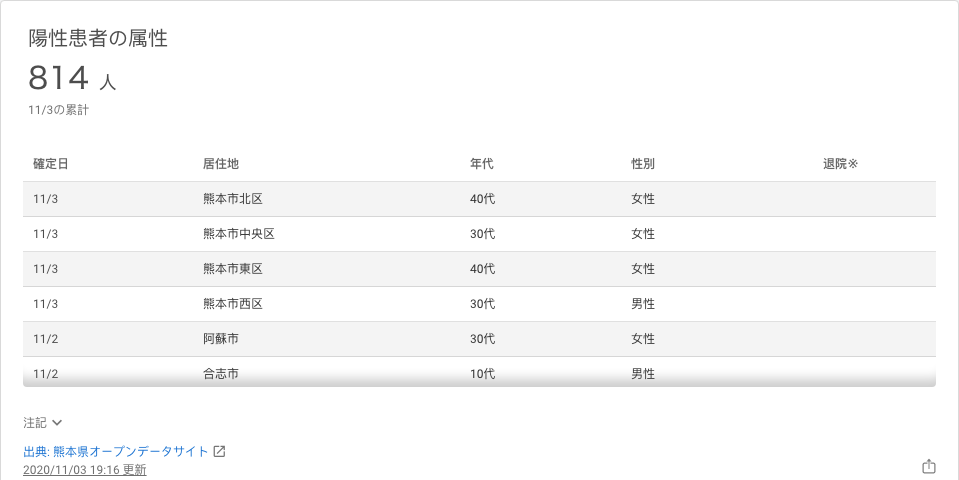 陽性患者の属性
814 人
11/3の累計
確定日 居住地 年代 性別 退院※
11/3 熊本市北区 40代 女性
11/3 熊本市中央区 30代 女性
11/3 熊本市東区 40代 女性
11/3 熊本市西区 30代 男性
11/2 阿蘇市 30代 女性
11/2 合志市 10代 男性
注記
出典: 熊本県オープンデータサイト
2020/11/03 19:16 更新